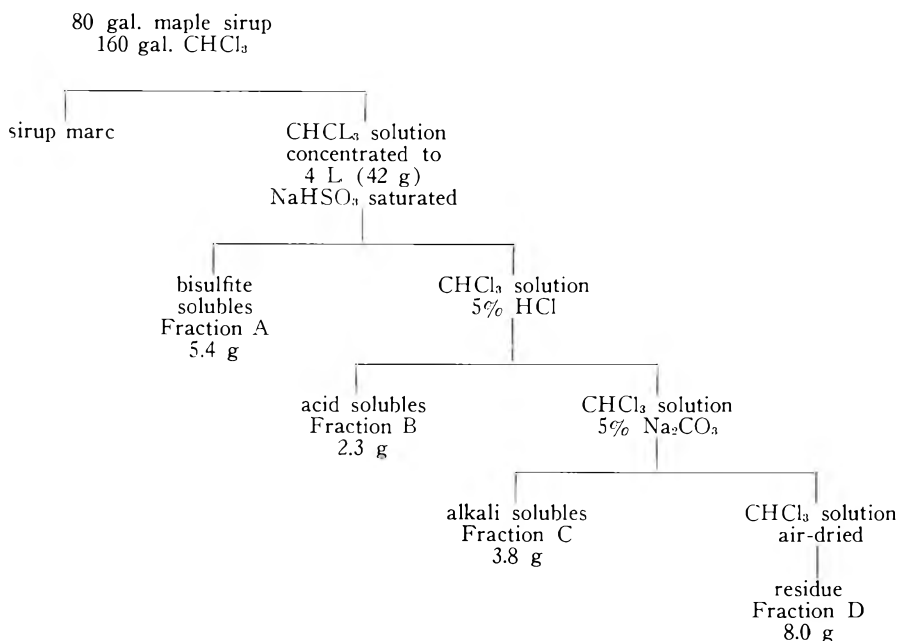 80 gal. maple sirup
160 gal. CHCl₃
sirup marc
CHCL₃ solution
concentrated to
4 L (42 g)
NaHSO₃ saturated
bisulfite
solubles
Fraction A
5.4 g
CHCl₃ solution
5% HCl
acid solubles
Fraction B
2.3 g
CHCl₃ solution
5% Na₂CO₃
alkali solubles
Fraction C
3.8 g
CHCl₃ solution
air-dried
residue
Fraction D
8.0 g